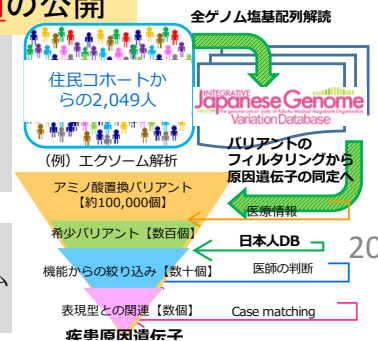 の公開
全ゲノム塩基配列解読
住民コホートか
らの2,049人
INTEGRATIVE
Japanese Genome
Variation Database
(例) エクソーム解析
バリアントの
フィルタリングから
原因遺伝子の同定へ
アミノ酸置換バリアント
【約100,000個】
医療情報
希少バリアント【数百個】
日本人DB
20
機能からの絞り込み【数十個】
医師の判断
ム
表現型との関連【数個】
Case matching
疾患原因遺伝子